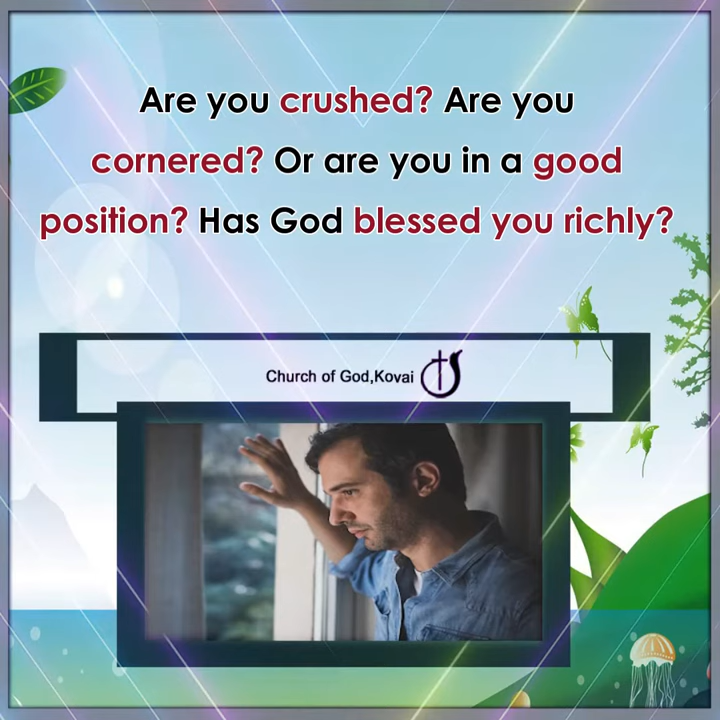 Are you crushed? Are you
cornered? Or are you in a good
position? Has God blessed you richly?
Church of God,Kovai